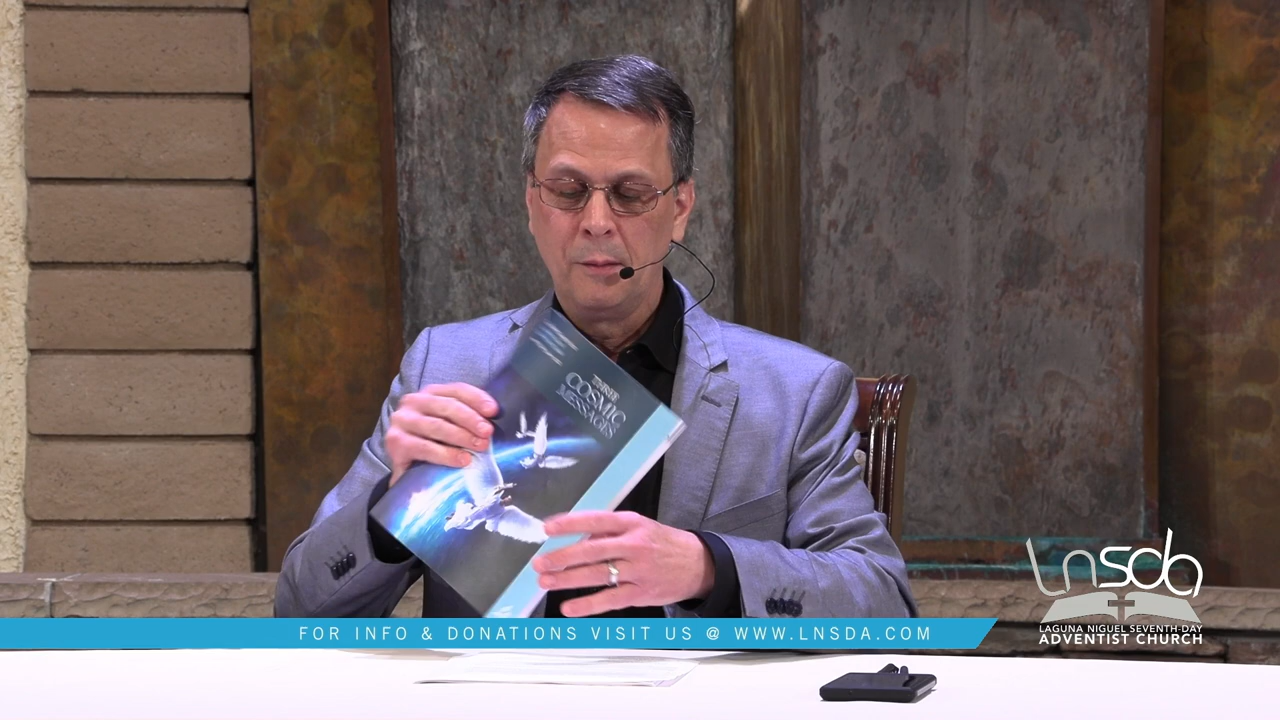 THREE
COSMIC
MESSAGES
FOR INFO & DONATIONS VISIT US @ WWW.LNSDA.COM
Lnsda
LAGUNA NIGUEL SEVENTH-DAY
ADVENTIST CHURCH